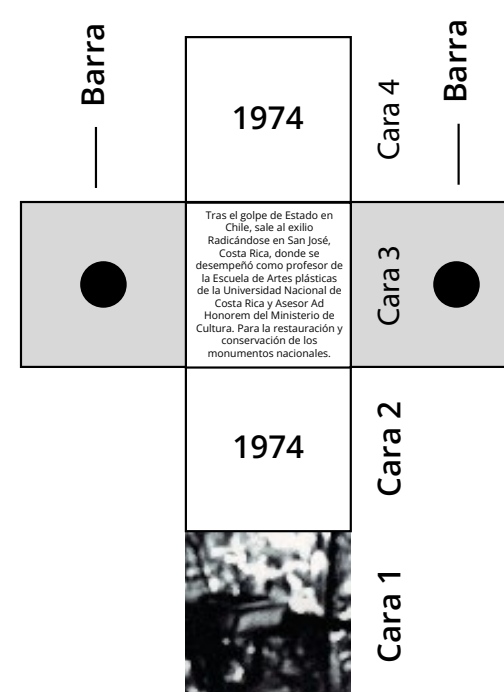 Barra
Barra
Cara 4
1974
Tras el golpe de Estado en
Chile, sale al exilio
Radicándose en San José,
Costa Rica, donde se
desempeñó como profesor de
la Escuela de Artes plásticas
de la Universidad Nacional de
Costa Rica y Asesor Ad
Honorem del Ministerio de
Cultura. Para la restauración y
conservación de los
monumentos nacionales.
Cara 3
1974
Cara 2
Cara 1